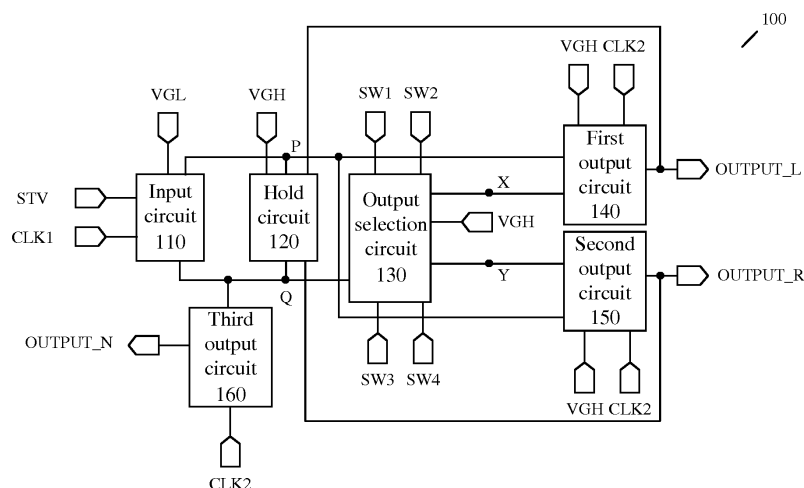 100
VGH CLK2
VGL
VGH
SW1
SW2
P
First
output
circuit
140
OUTPUT_L
STV
CLK1
Input
circuit
110
Hold
circuit
120
Output
selection
circuit
130
X
VGH
Y
Second
output
circuit
150
OUTPUT_R
Q
OUTPUT_N
Third
output
circuit
160
SW3
SW4
VGH CLK2
CLK2